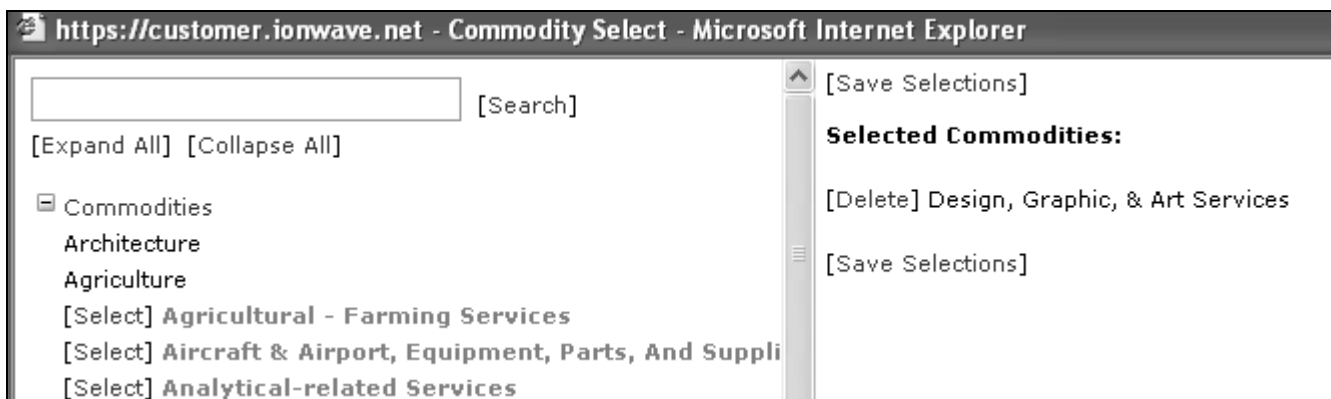 https://customer.ionwave.net - Commodity Select - Microsoft Internet Explorer
[Search]
[Expand All] [Collapse All]
Commodities
Architecture
Agriculture
[Select] Agricultural - Farming Services
[Select] Aircraft & Airport, Equipment, Parts, And Suppli
[Select] Analytical-related Services
[Save Selections]
Selected Commodities:
[Delete] Design, Graphic, & Art Services
[Save Selections]